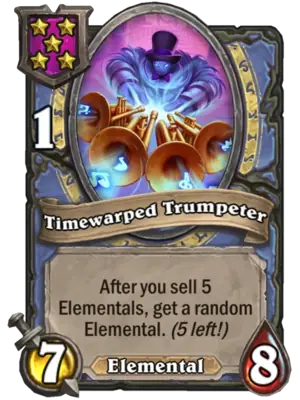 1
Timewarped Trumpeter
After you sell 5
Elementals, get a random
Elemental. (5 left!)
7
Elemental
8